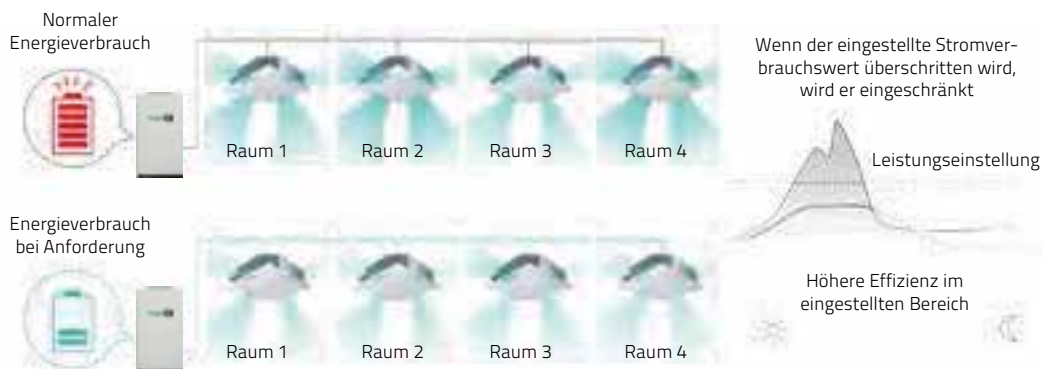 Normaler
Energieverbrauch
Raum 1
Raum 2
Raum 3
Raum 4
Energieverbrauch
bei Anforderung
Raum 1
Raum 2
Raum 3
Raum 4
Wenn der eingestellte Stromver-
brauchswert überschritten wird,
wird er eingeschränkt
Leistungseinstellung
Höhere Effizienz im
eingestellten Bereich